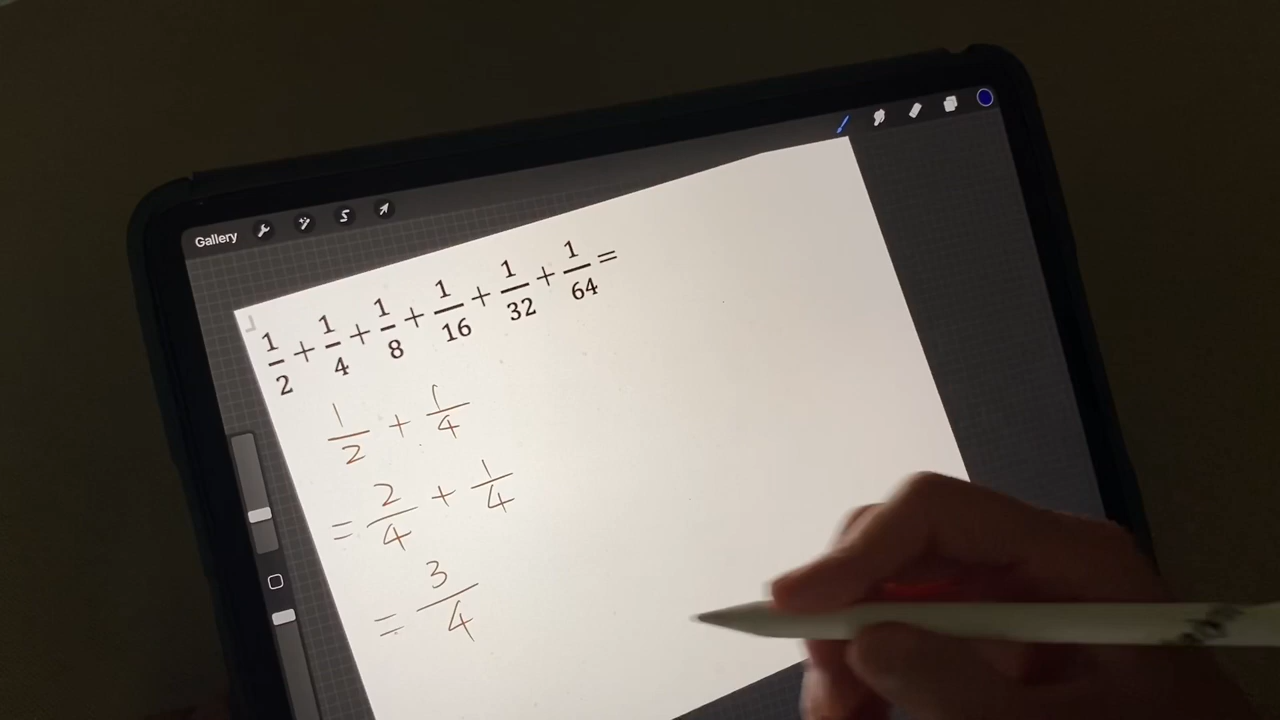 Gallery
1/2 + 1/4 + 1/8 + 1/16 + 1/32 + 1/64 =
1/2 + 1/4
= 2/4 + 1/4
= 3/4